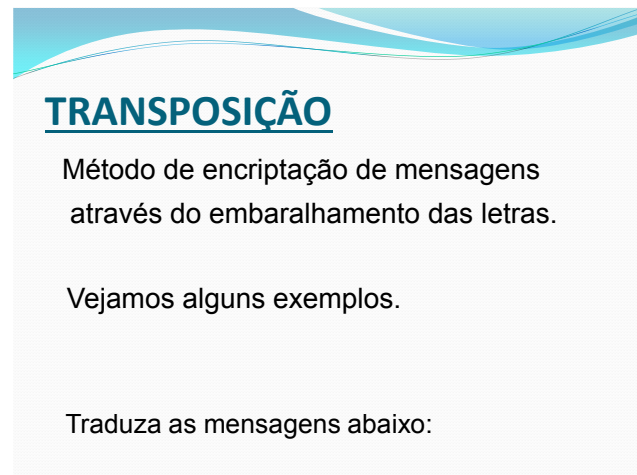 TRANSPOSIÇÃO
Método de encriptação de mensagens
através do embaralhamento das letras.
Vejamos alguns exemplos.
Traduza as mensagens abaixo: